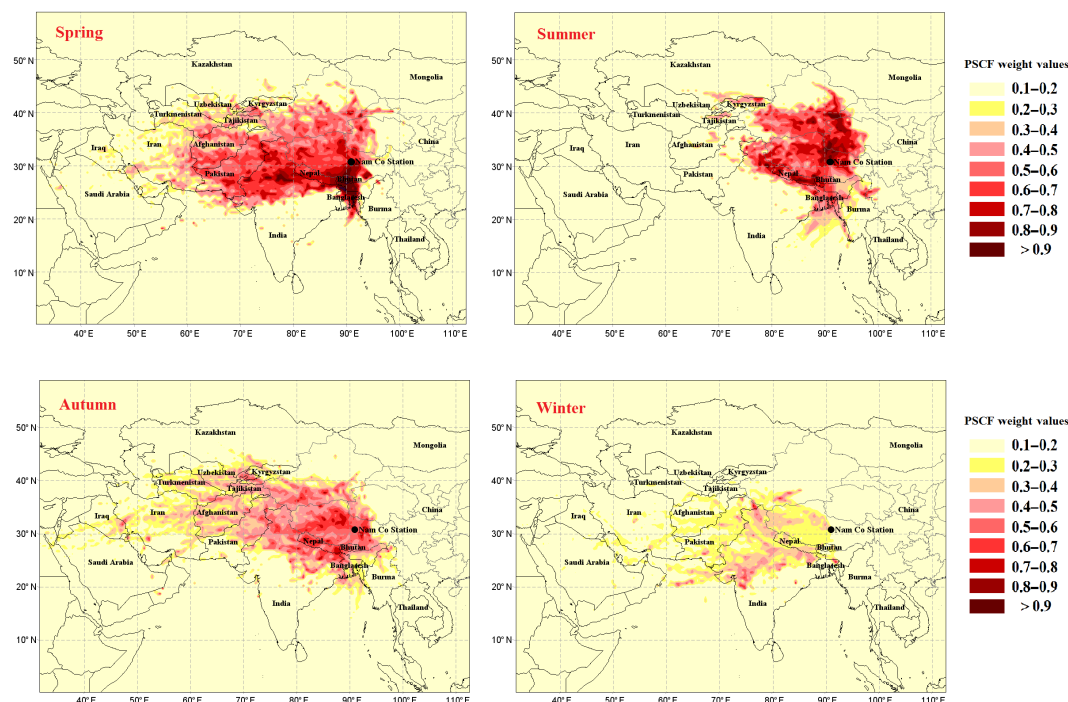 Spring
50° N
40° N
30° N
20° N
10° N
40° E
50° E
60° E
70° E
80° E
90° E
100° E
110° E
Kazakhstan
Mongolia
Uzbekistan
Kyrgyzstan
Turkmenistan
Tajikistan
China
Iraq
Iran
Afghanistan
Nam Co Station
Pakistan
Nepal
Bhutan
Saudi Arabia
Bangladesh
Burma
India
Thailand
Summer
50° N
40° N
30° N
20° N
10° N
40° E
50° E
60° E
70° E
80° E
90° E
100° E
110° E
Kazakhstan
Mongolia
Uzbekistan
Kyrgyzstan
Turkmenistan
Tajikistan
China
Iraq
Iran
Afghanistan
Nam Co Station
Pakistan
Nepal
Bhutan
Saudi Arabia
Bangladesh
Burma
India
Thailand
PSCF weight values
0.1–0.2
0.2–0.3
0.3–0.4
0.4–0.5
0.5–0.6
0.6–0.7
0.7–0.8
0.8–0.9
> 0.9
Autumn
50° N
40° N
30° N
20° N
10° N
40° E
50° E
60° E
70° E
80° E
90° E
100° E
110° E
Kazakhstan
Mongolia
Uzbekistan
Kyrgyzstan
Turkmenistan
Tajikistan
China
Iraq
Iran
Afghanistan
Nam Co Station
Pakistan
Nepal
Bhutan
Saudi Arabia
Bangladesh
Burma
India
Thailand
Winter
50° N
40° N
30° N
20° N
10° N
40° E
50° E
60° E
70° E
80° E
90° E
100° E
110° E
Kazakhstan
Mongolia
Uzbekistan
Kyrgyzstan
Turkmenistan
Tajikistan
China
Iraq
Iran
Afghanistan
Nam Co Station
Pakistan
Nepal
Bhutan
Saudi Arabia
Bangladesh
Burma
India
Thailand
PSCF weight values
0.1–0.2
0.2–0.3
0.3–0.4
0.4–0.5
0.5–0.6
0.6–0.7
0.7–0.8
0.8–0.9
> 0.9